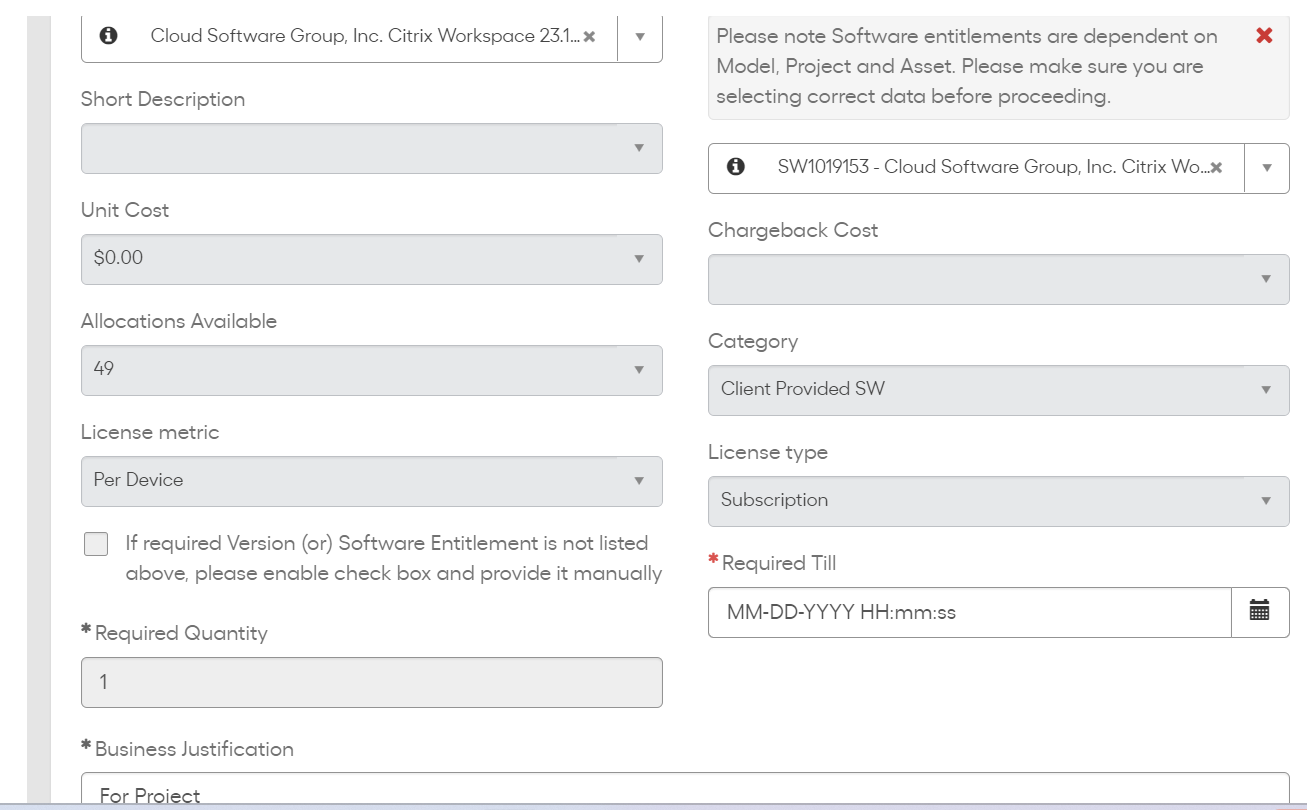 Cloud Software Group, Inc. Citrix Workspace 23.1...
Short Description
Unit Cost
$0.00
Allocations Available
49
License metric
Per Device
If required Version (or) Software Entitlement is not listed
above, please enable check box and provide it manually
* Required Quantity
1
Please note Software entitlements are dependent on
Model, Project and Asset. Please make sure you are
selecting correct data before proceeding.
SW1019153 - Cloud Software Group, Inc. Citrix Wo...
Chargeback Cost
Category
Client Provided SW
License type
Subscription
* Required Till
MM-DD-YYYY HH:mm:ss
* Business Justification
For Project